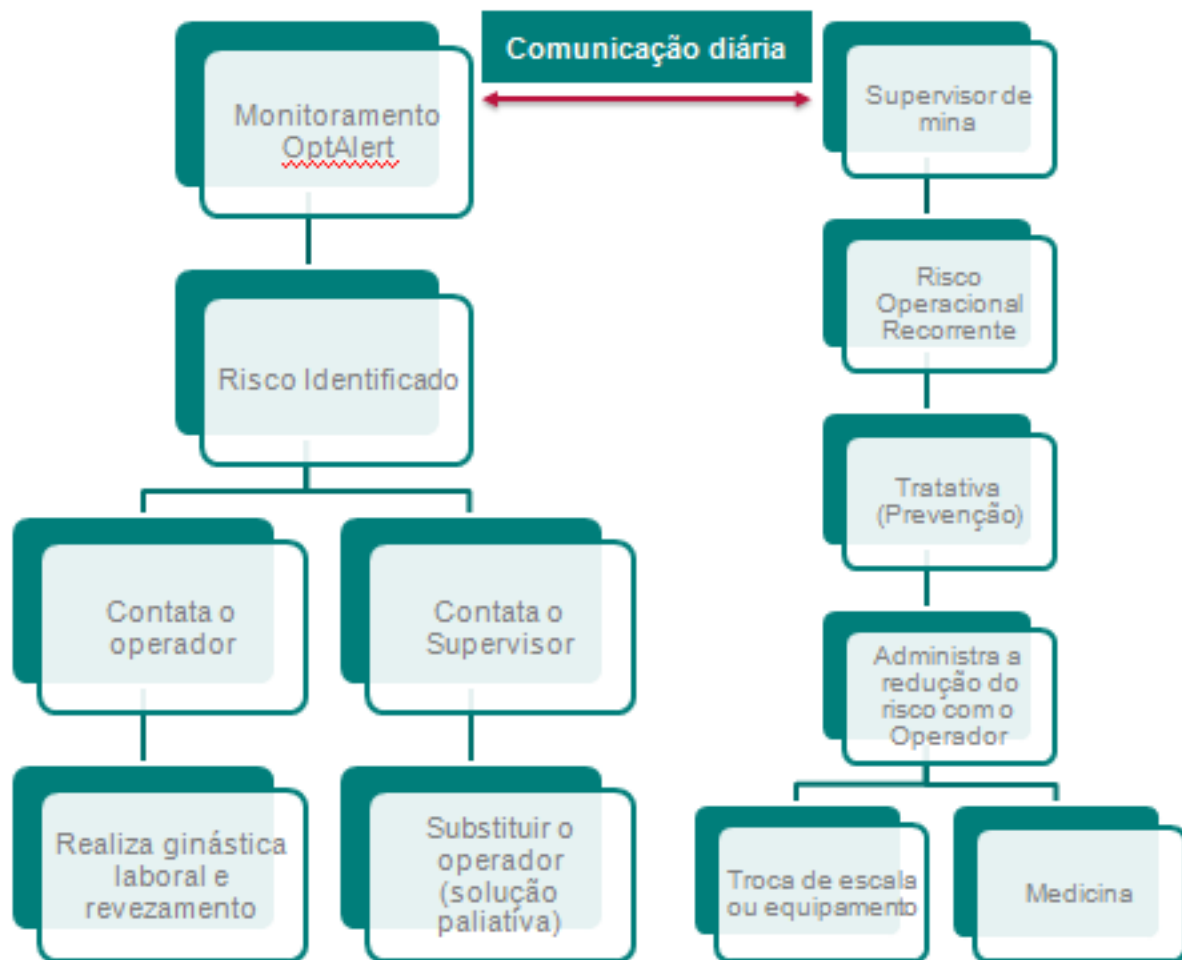 Comunicação diária
Monitoramento
OptAlert
Supervisor de
mina
Risco Identificado
Risco
Operacional
Recorrente
Tratativa
(Prevenção)
Contata o
operador
Contata o
Supervisor
Administra a
redução do
risco com o
Operador
Realiza ginástica
laboral e
revezamento
Substituir o
operador
(solução
paliativa)
Troca de escala
ou equipamento
Medicina